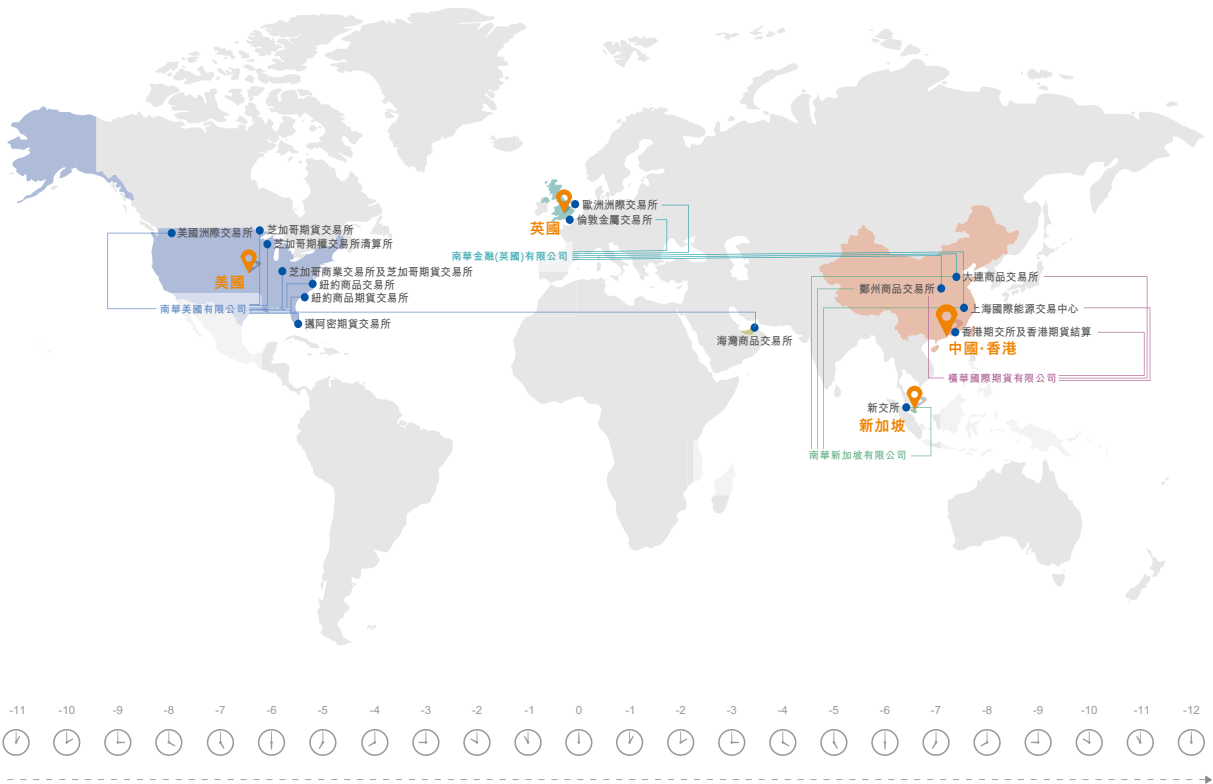 歐洲洲際交易所
倫敦金屬交易所
英國
美國洲際交易所
芝加哥期貨交易所
芝加哥期權交易所清算所
南華金融(英國)有限公司
芝加哥商業交易所及芝加哥期貨交易所
大連商品交易所
美國
紐約商品交易所
鄭州商品交易所
紐約商品期貨交易所
南華美國有限公司
上海國際能源交易中心
邁阿密期貨交易所
香港期交所及香港期貨結算
海灣商品交易所
中國·香港
橫華國際期貨有限公司
新交所
新加坡
南華新加坡有限公司
-11 -10 -9 -8 -7 -6 -5 -4 -3 -2 -1 0 -1 -2 -3 -4 -5 -6 -7 -8 -9 -10 -11 -12